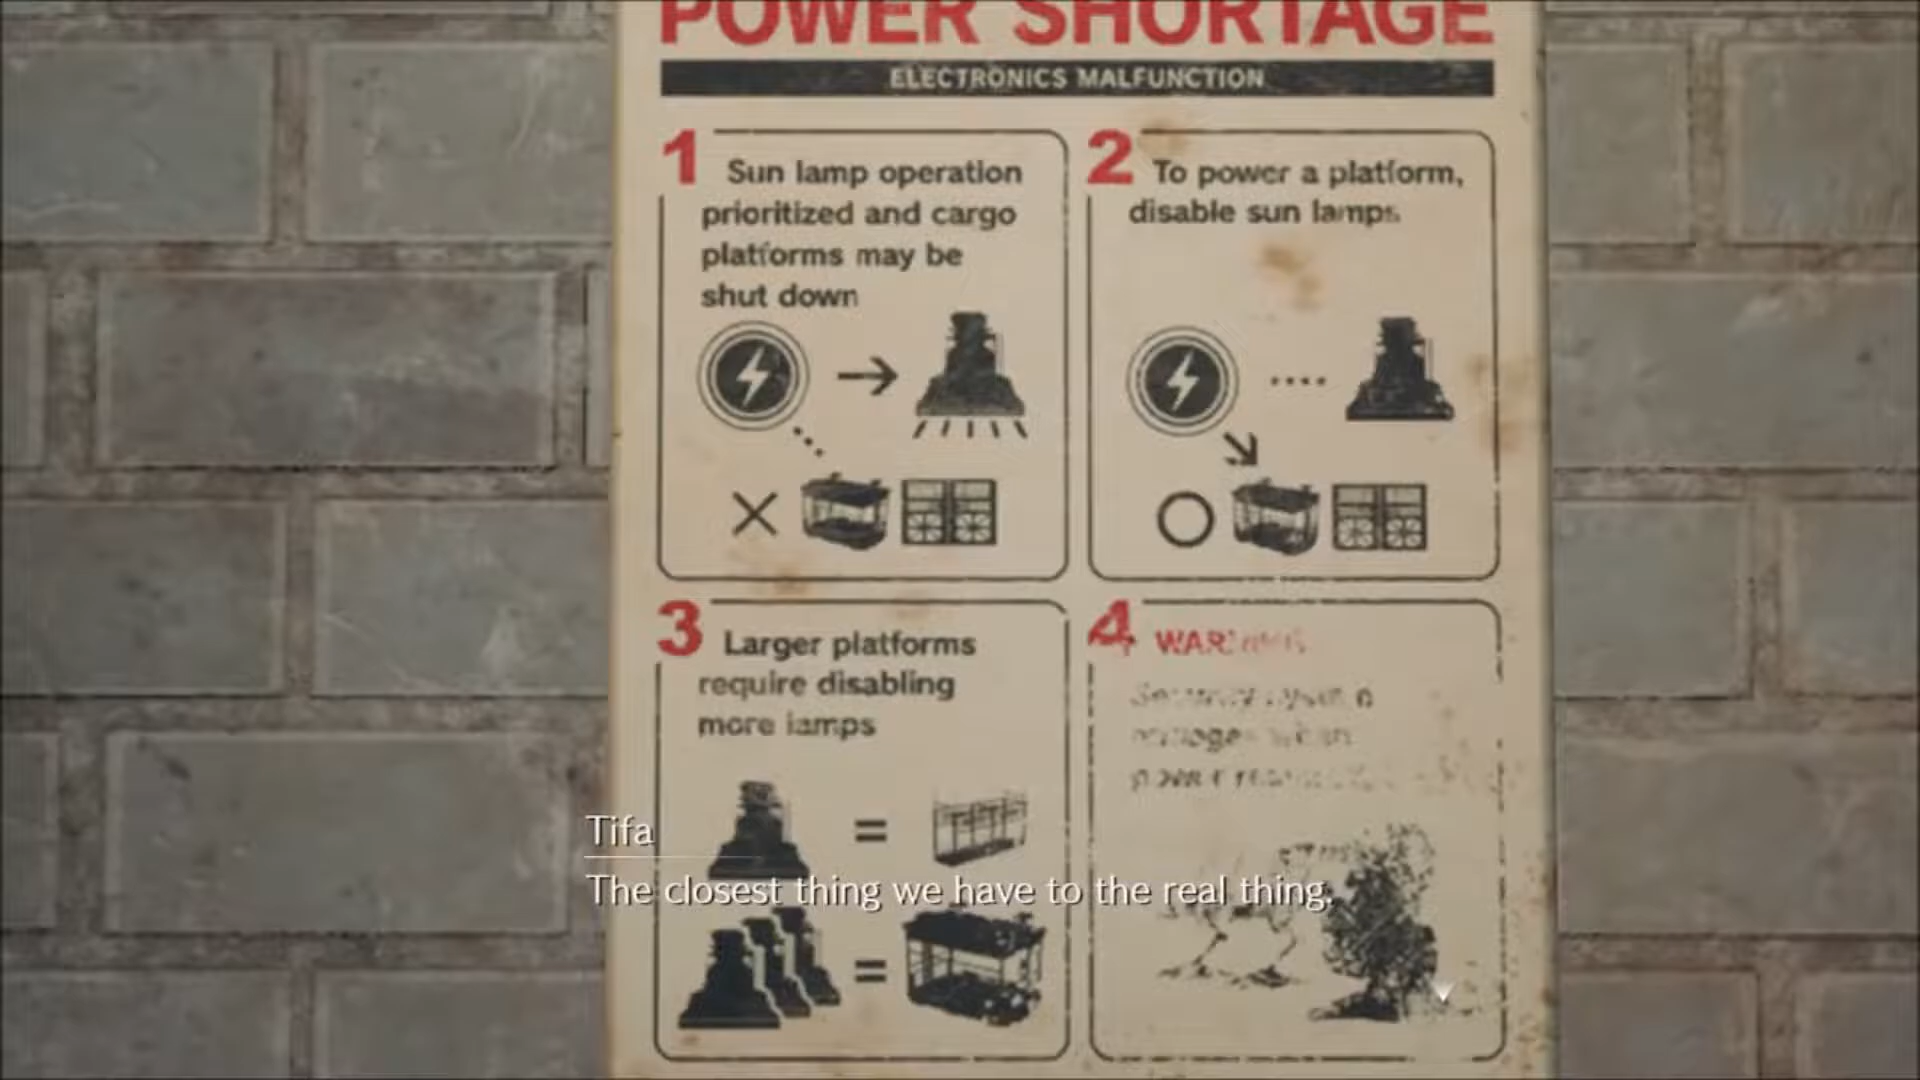 POWER SHORTAGE
ELECTRONICS MALFUNCTION
1 Sun lamp operation
prioritized and cargo
platforms may be
shut down
2 To power a platform,
disable sun lamps
3 Larger platforms
require disabling
more lamps
4
Tifa
The closest thing we have to the real thing.